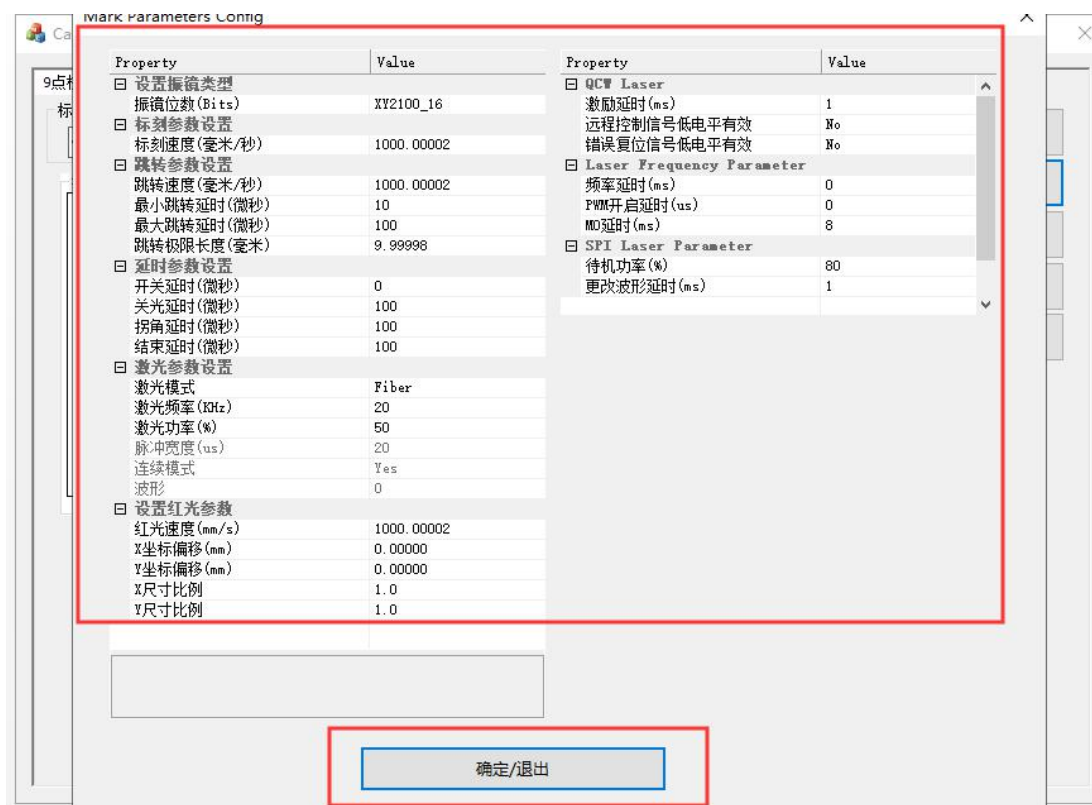 Mark Parameters Config
Ca
9点
标
Property Value
设置振镜类型
振镜位数(Bits) XY2100_16
标刻参数设置
标刻速度(毫米/秒) 1000.00002
跳转参数设置
跳转速度(毫米/秒) 1000.00002
最小跳转延时(微秒) 10
最大跳转延时(微秒) 100
跳转极限长度(毫米) 9.99998
延时参数设置
开关延时(微秒) 0
关光延时(微秒) 100
拐角延时(微秒) 100
结束延时(微秒) 100
激光参数设置
激光模式 Fiber
激光频率(KHz) 20
激光功率(%) 50
脉冲宽度(us) 20
连续模式 Yes
波形 0
设置红光参数
红光速度(mm/s) 1000.00002
X坐标偏移(mm) 0.00000
Y坐标偏移(mm) 0.00000
X尺寸比例 1.0
Y尺寸比例 1.0
Property Value
QCW Laser
激励延时(ms) 1
远程控制信号低电平有效 No
错误复位信号低电平有效 No
Laser Frequency Parameter
频率延时(ms) 0
PWM开启延时(us) 0
MO延时(ms) 8
SPI Laser Parameter
待机功率(%) 80
更改波形延时(ms) 1
确定/退出